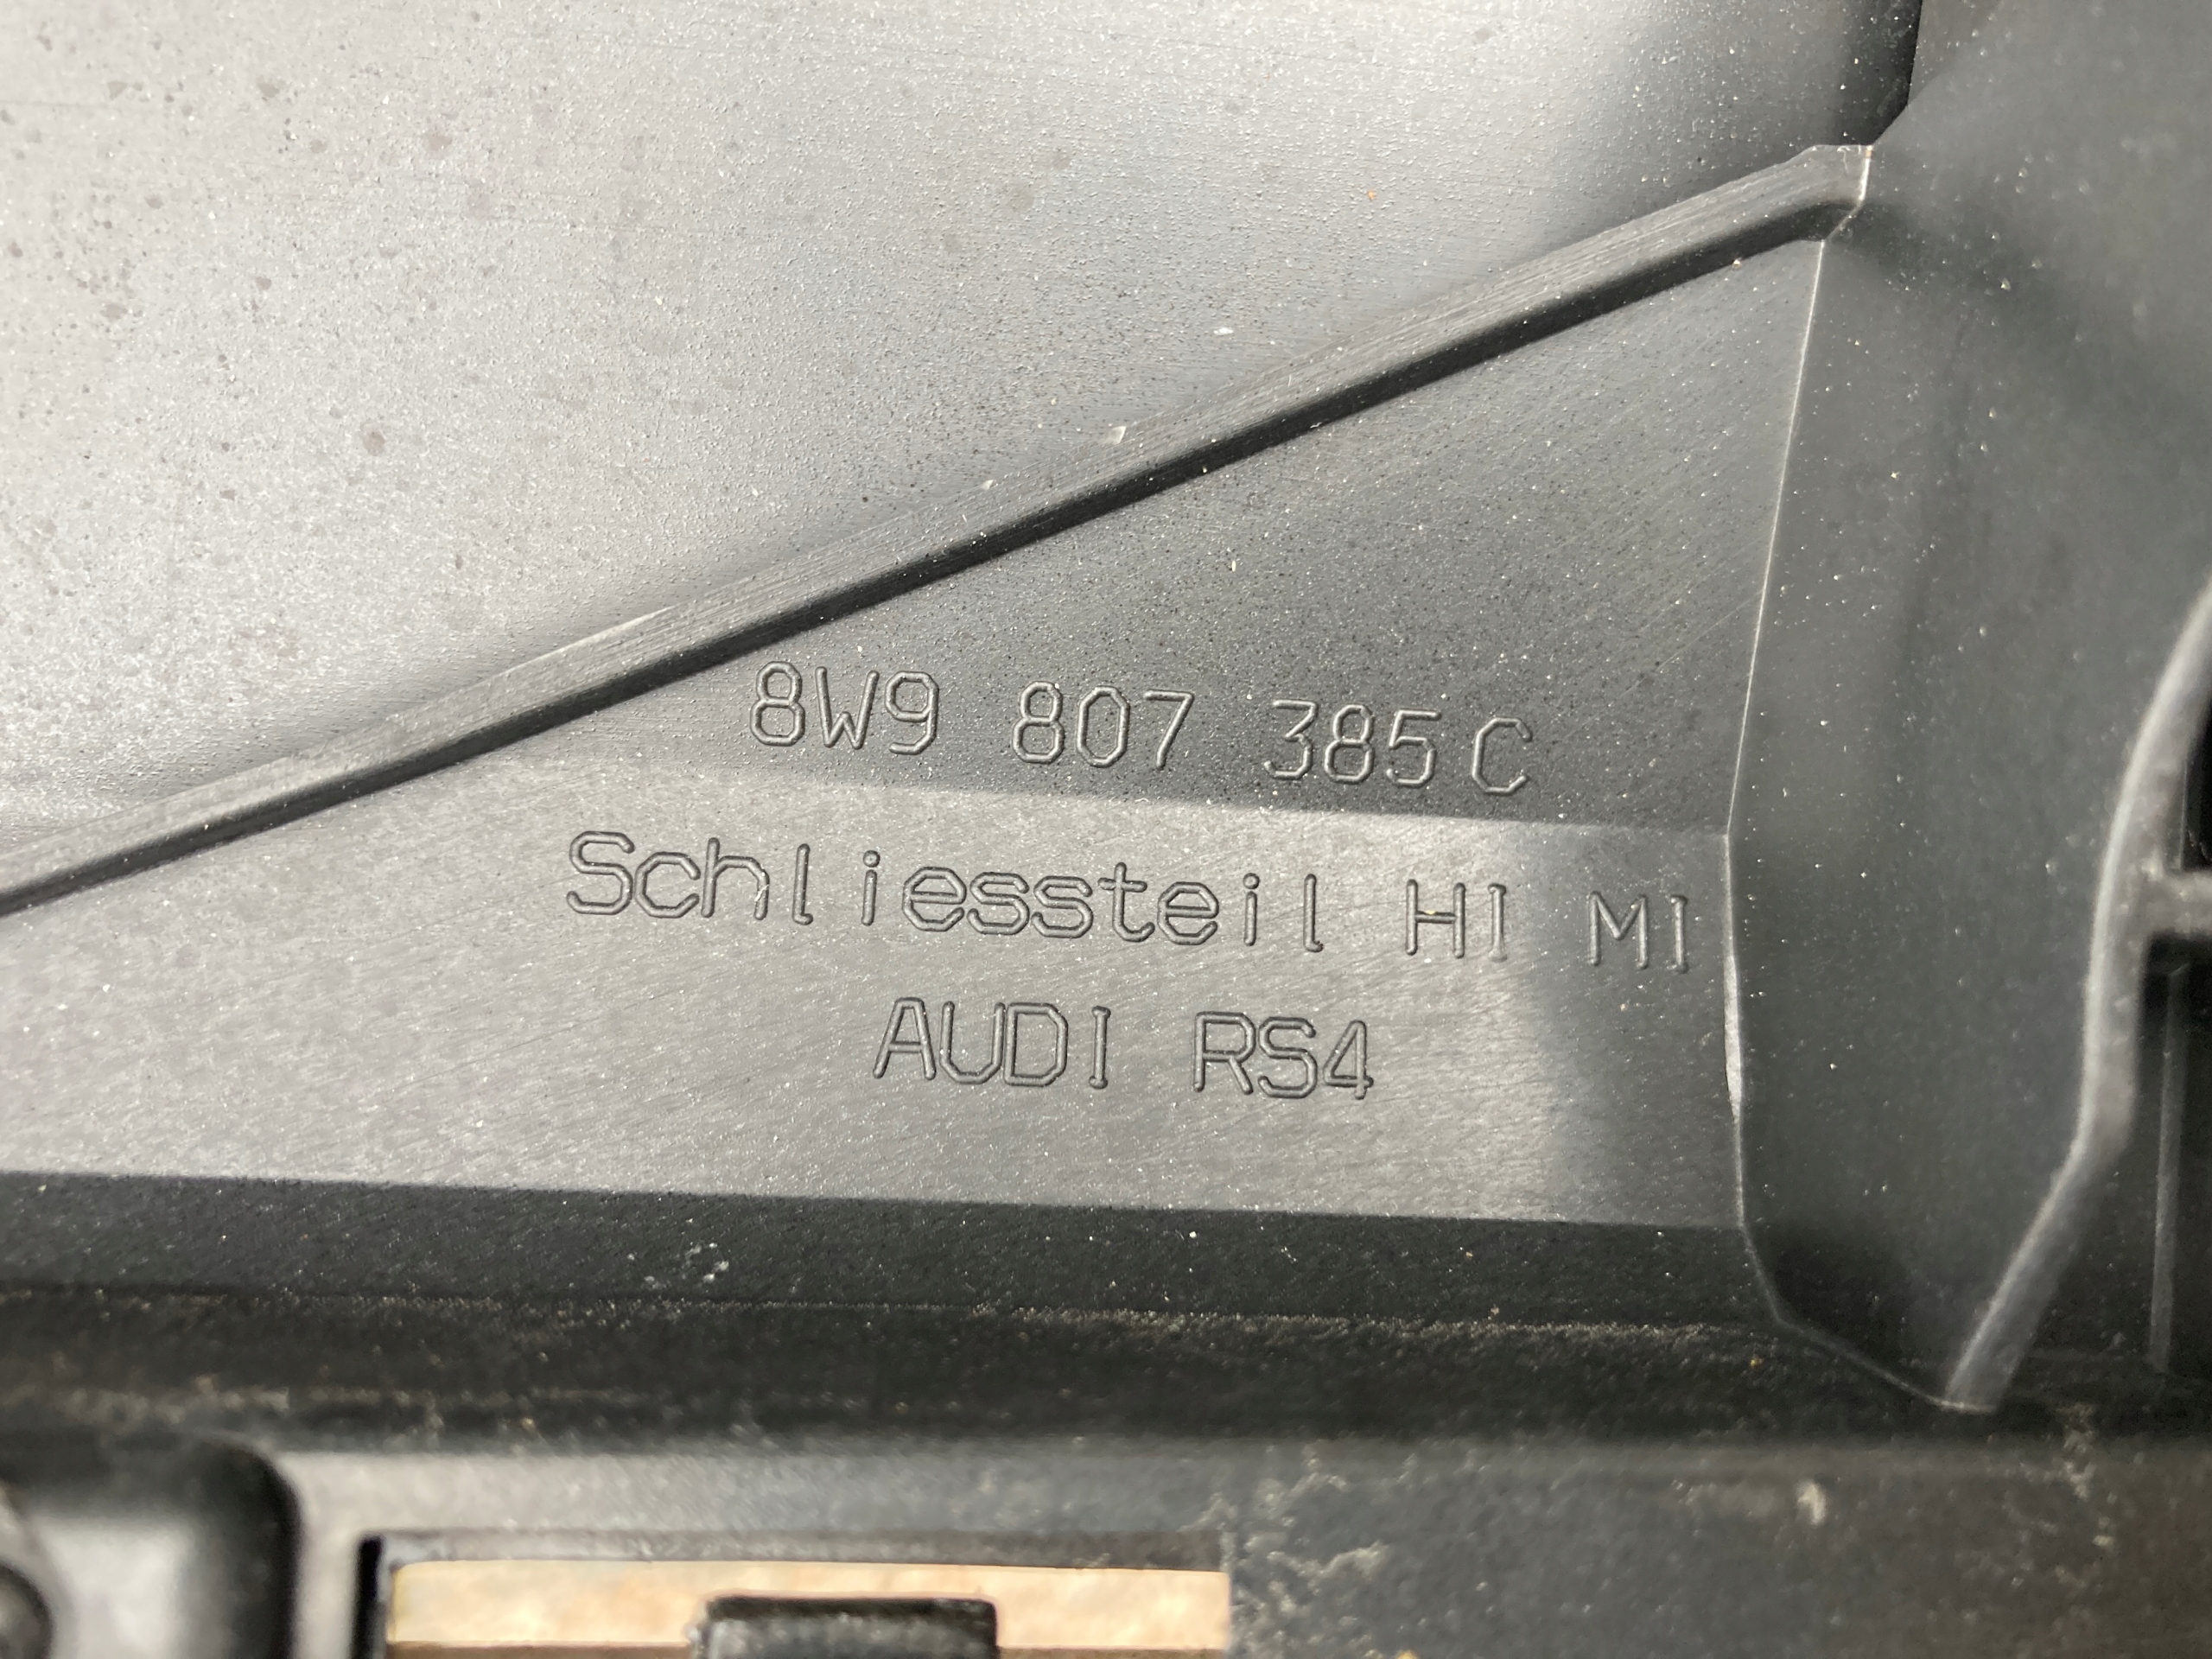 8W9 807 385 C
Schliessteil HI MI
AUDI RS4